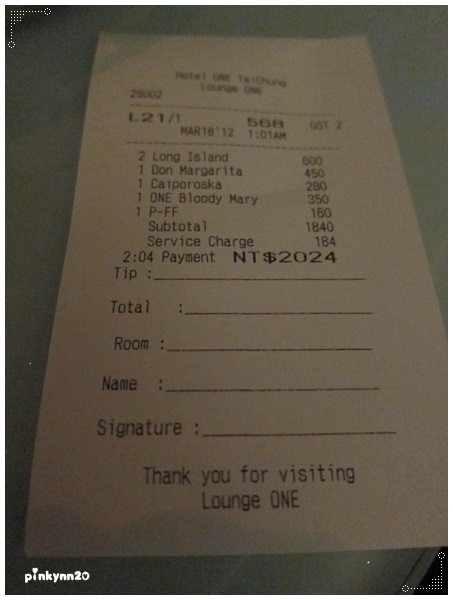 Hotel ONE TaiChung
Lounge ONE
28002
L21/1 568 GST 2
MAR18'12 1:01AM
2 Long Island 600
1 Don Margarita 450
1 Caiporoska 280
1 ONE Bloody Mary 350
1 P-FF 160
Subtotal 1840
Service Charge 184
2:04 Payment NT$2024
Tip :
Total :
Room :
Name :
Signature :
Thank you for visiting
Lounge ONE
pinkynn20